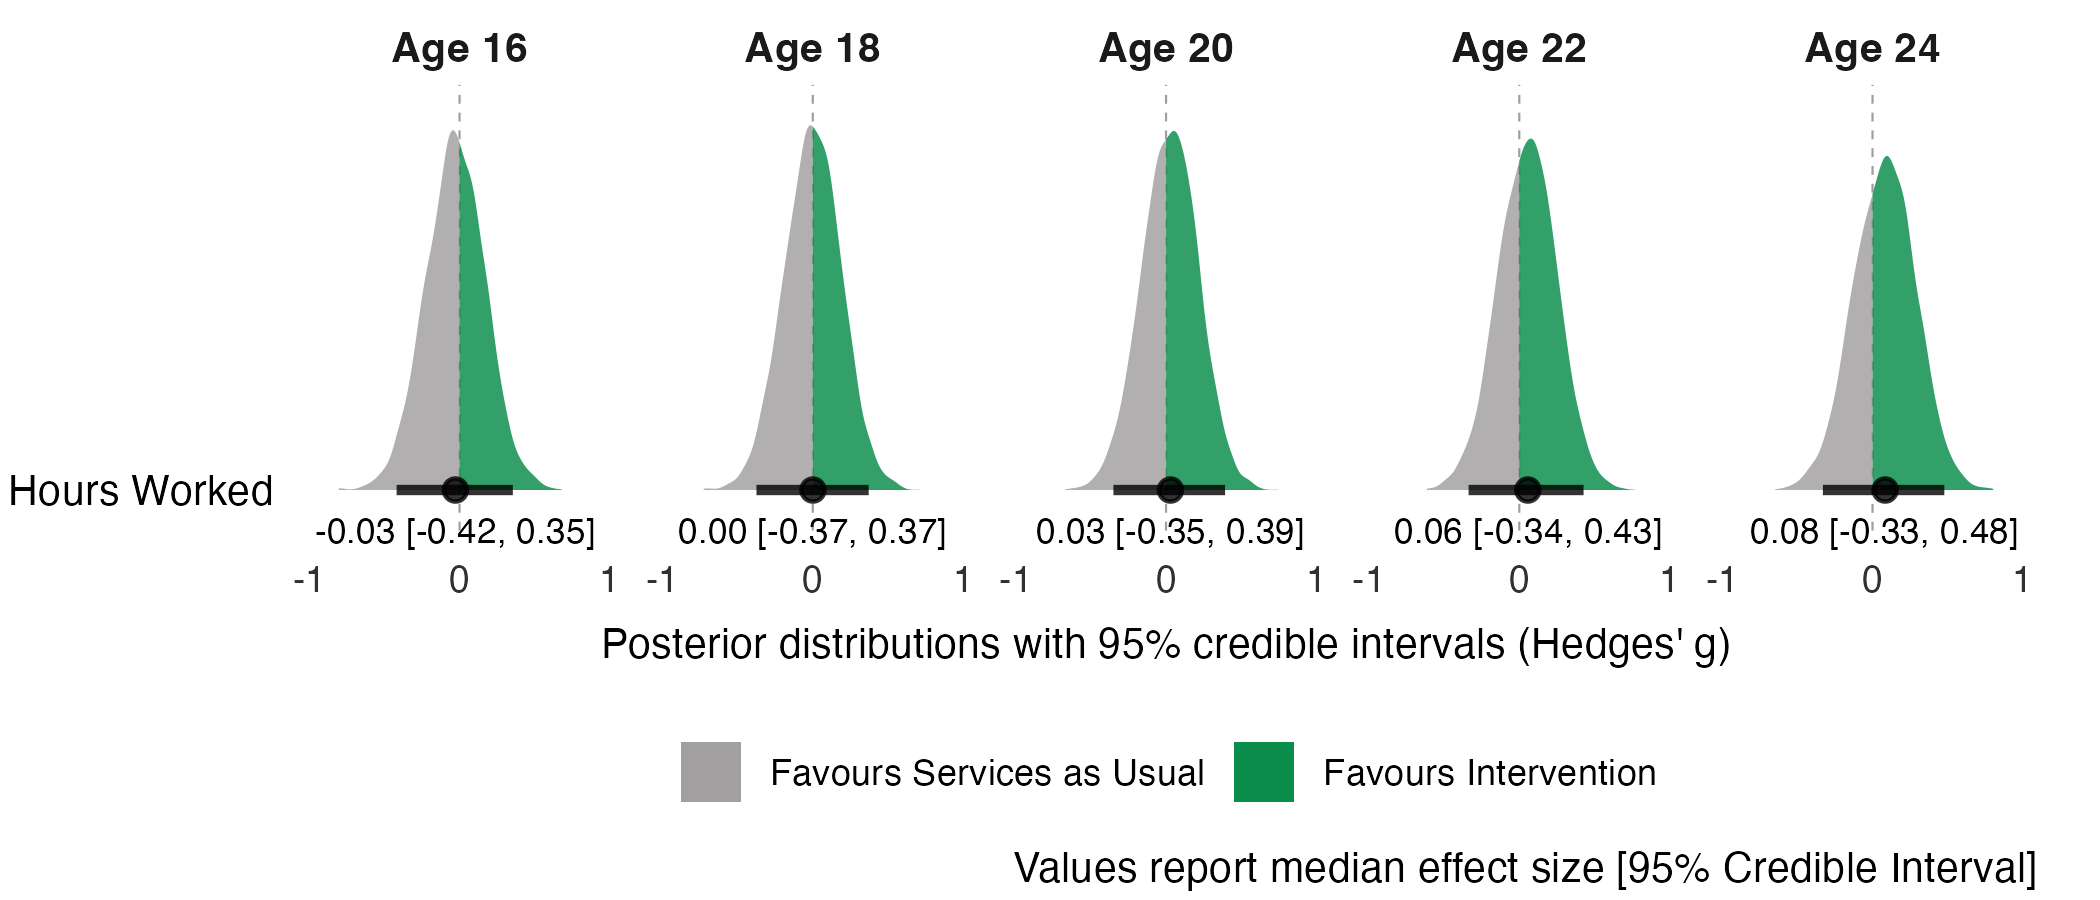 Age 16 Age 18 Age 20 Age 22 Age 24
Hours Worked
-0.03 [-0.42, 0.35] 0.00 [-0.37, 0.37] 0.03 [-0.35, 0.39] 0.06 [-0.34, 0.43] 0.08 [-0.33, 0.48]
-1 0 1 -1 0 1 -1 0 1 -1 0 1 -1 0 1
Posterior distributions with 95% credible intervals (Hedges' g)
Favours Services as Usual Favours Intervention
Values report median effect size [95% Credible Interval]